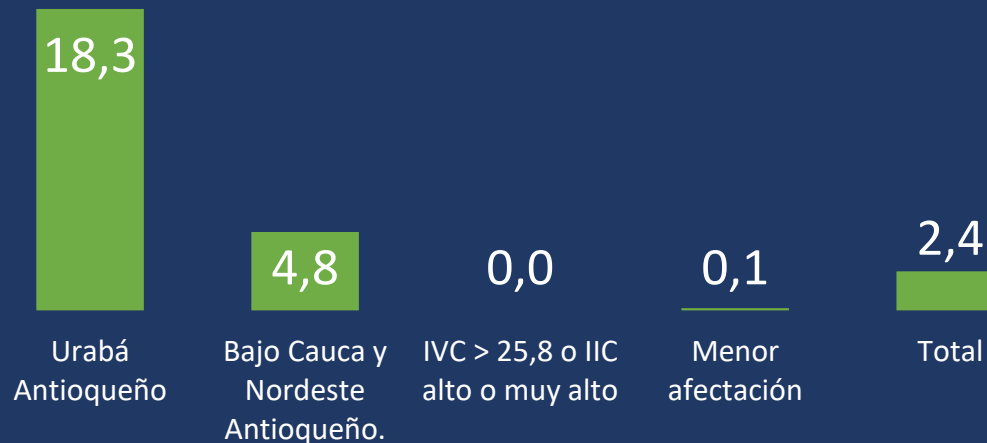 18,3
4,8
0,0
0,1
2,4
Urabá
Antioqueño
Bajo Cauca y
Nordeste
Antioqueño.
IVC > 25,8 o IIC
alto o muy alto
Menor
afectación
Total